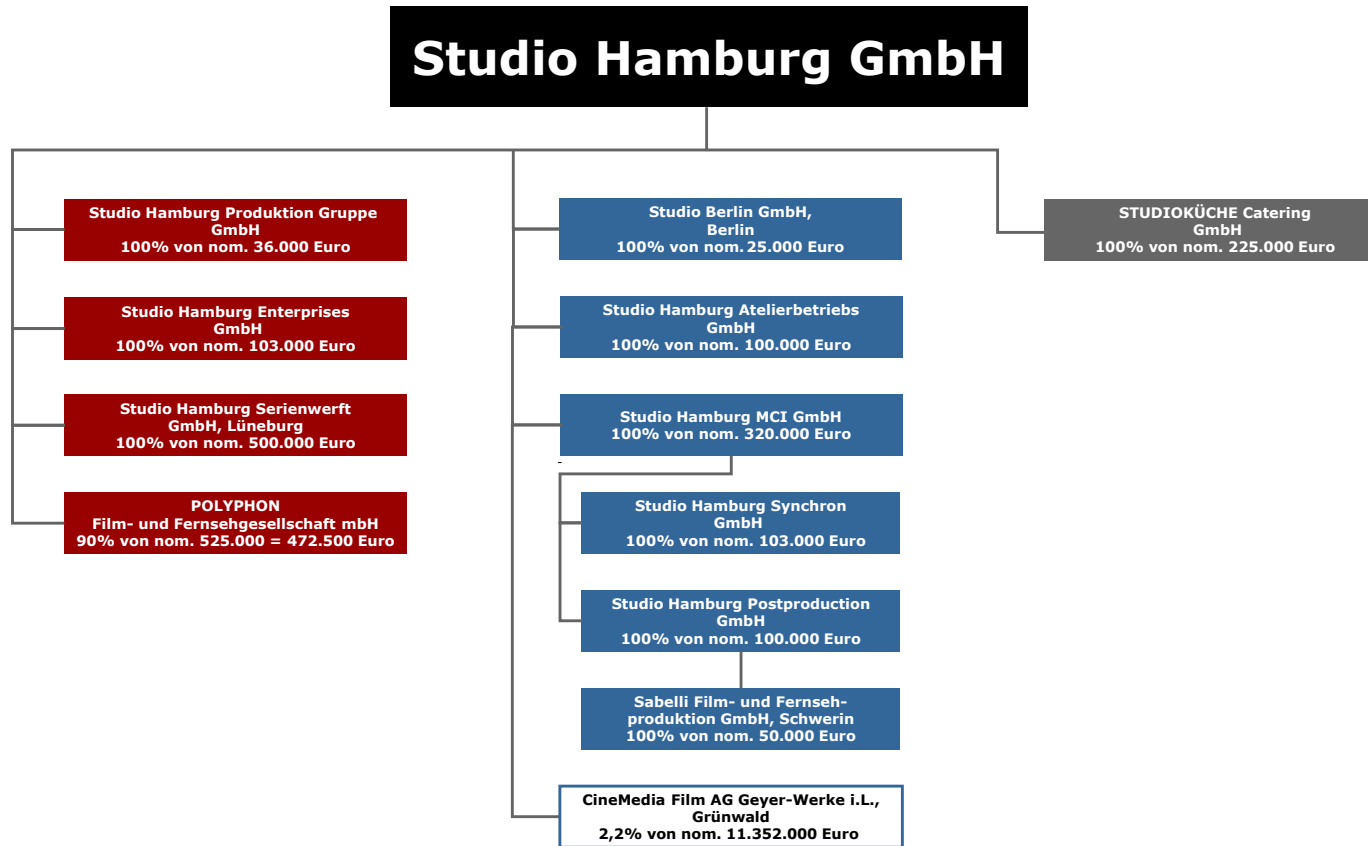 Studio Hamburg GmbH
Studio Hamburg Produktion Gruppe
GmbH
100% von nom. 36.000 Euro
Studio Hamburg Enterprises
GmbH
100% von nom. 103.000 Euro
Studio Hamburg Serienwerft
GmbH, Lüneburg
100% von nom. 500.000 Euro
POLYPHON
Film- und Fernsehgesellschaft mbH
90% von nom. 525.000 = 472.500 Euro
Studio Berlin GmbH,
Berlin
100% von nom. 25.000 Euro
Studio Hamburg Atelierbetriebs
GmbH
100% von nom. 100.000 Euro
Studio Hamburg MCI GmbH
100% von nom. 320.000 Euro
-
Studio Hamburg Synchron
GmbH
100% von nom. 103.000 Euro
Studio Hamburg Postproduction
GmbH
100% von nom. 100.000 Euro
Sabelli Film- und Fernseh-
produktion GmbH, Schwerin
100% von nom. 50.000 Euro
CineMedia Film AG Geyer-Werke i.L.,
Grünwald
2,2% von nom. 11.352.000 Euro
STUDIOKÜCHE Catering
GmbH
100% von nom. 225.000 Euro